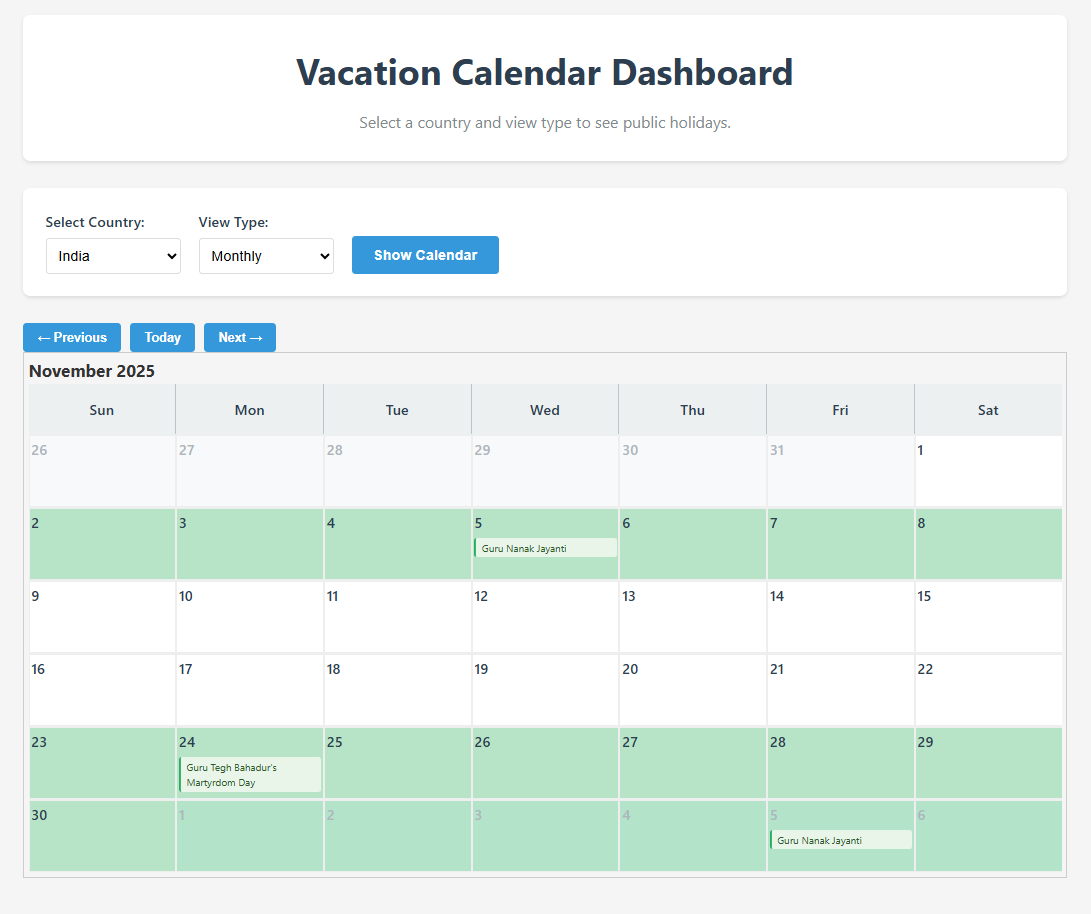 Vacation Calendar Dashboard
Select a country and view type to see public holidays.
Select Country: View Type:
India Monthly Show Calendar
← Previous Today Next →
November 2025
Sun Mon Tue Wed Thu Fri Sat
26 27 28 29 30 31 1
2 3 4 5 6 7 8
Guru Nanak Jayanti
9 10 11 12 13 14 15
16 17 18 19 20 21 22
23 24 25 26 27 28 29
Guru Tegh Bahadur's
Martyrdom Day
30 1 2 3 4 5 6
Guru Nanak Jayanti